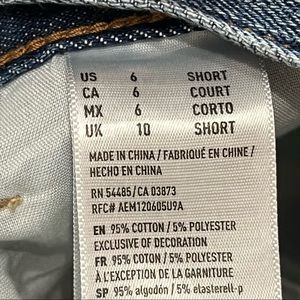 US 6 SHORT
CA 6 COURT
MX 6 CORTO
UK 10 SHORT
MADE IN CHINA / FABRIQUÉ EN CHINE /
HECHO EN CHINA
RN 54485/CA 03873
RFC# AEM120605U9A
EN 95% COTTON / 5% POLYESTER
EXCLUSIVE OF DECORATION
FR 95% COTON / 5% POLYESTER
À L'EXCEPTION DE LA GARNITURE
SP 95% algodón / 5% elasterell-p